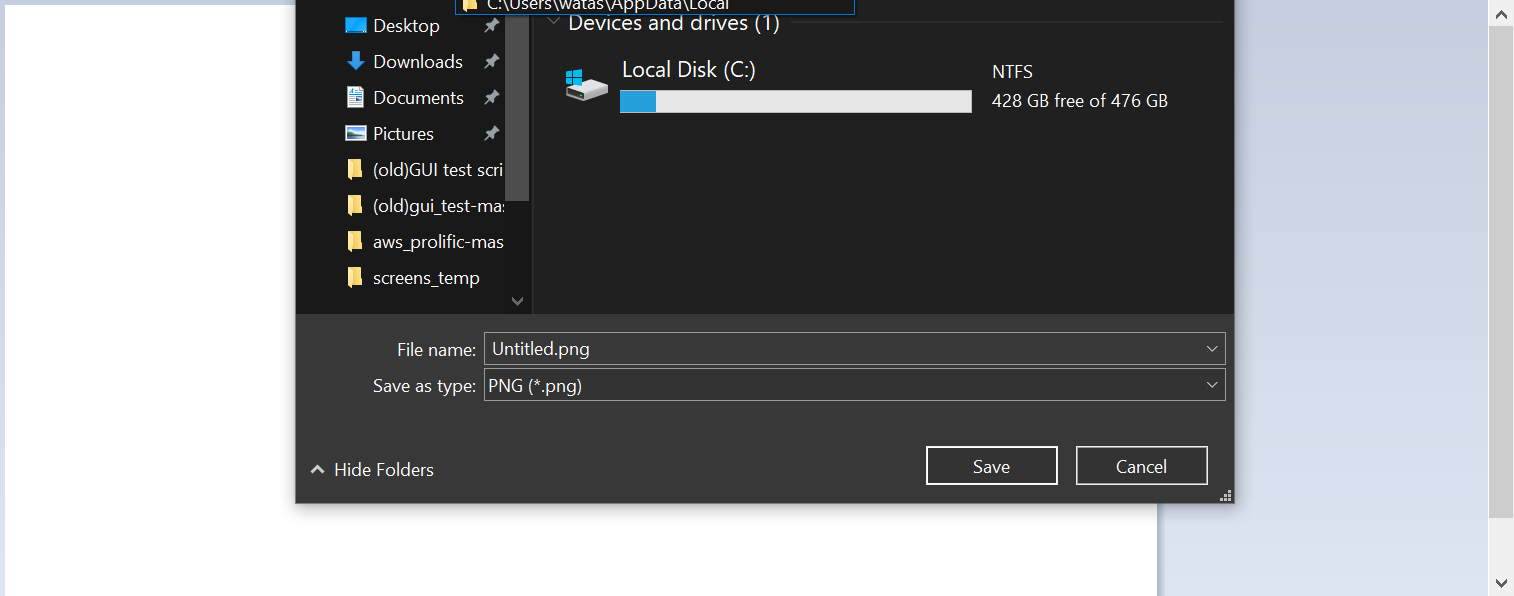 C:\Users\watas\AppData\Local
Desktop
Devices and drives (1)
Downloads
Local Disk (C:)
NTFS
Documents
428 GB free of 476 GB
Pictures
(old)GUI test scri
(old)gui_test-mas
aws_prolific-mas
screens_temp
File name: Untitled.png
Save as type: PNG (*.png)
Hide Folders
Save
Cancel